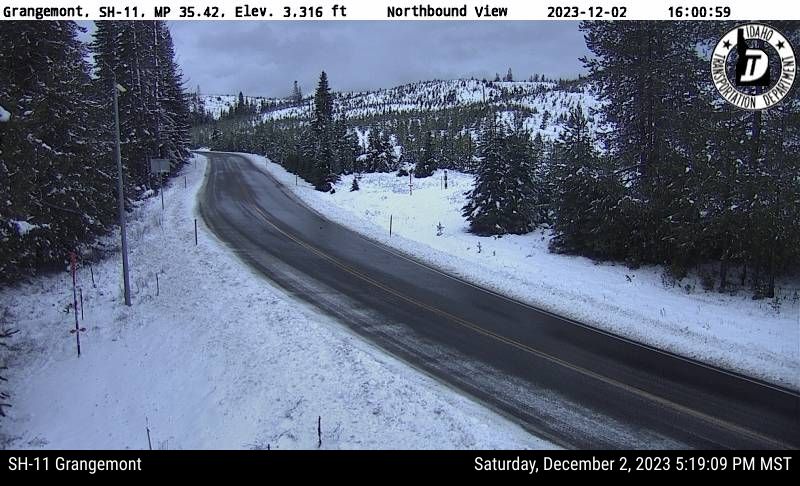 Grangemont, SH-11, MP 35.42, Elev. 3,316 ft Northbound View 2023-12-02 16:00:59
IDAHO
TRANSPORTATION DEPARTMENT
SH-11 Grangemont Saturday, December 2, 2023 5:19:09 PM MST